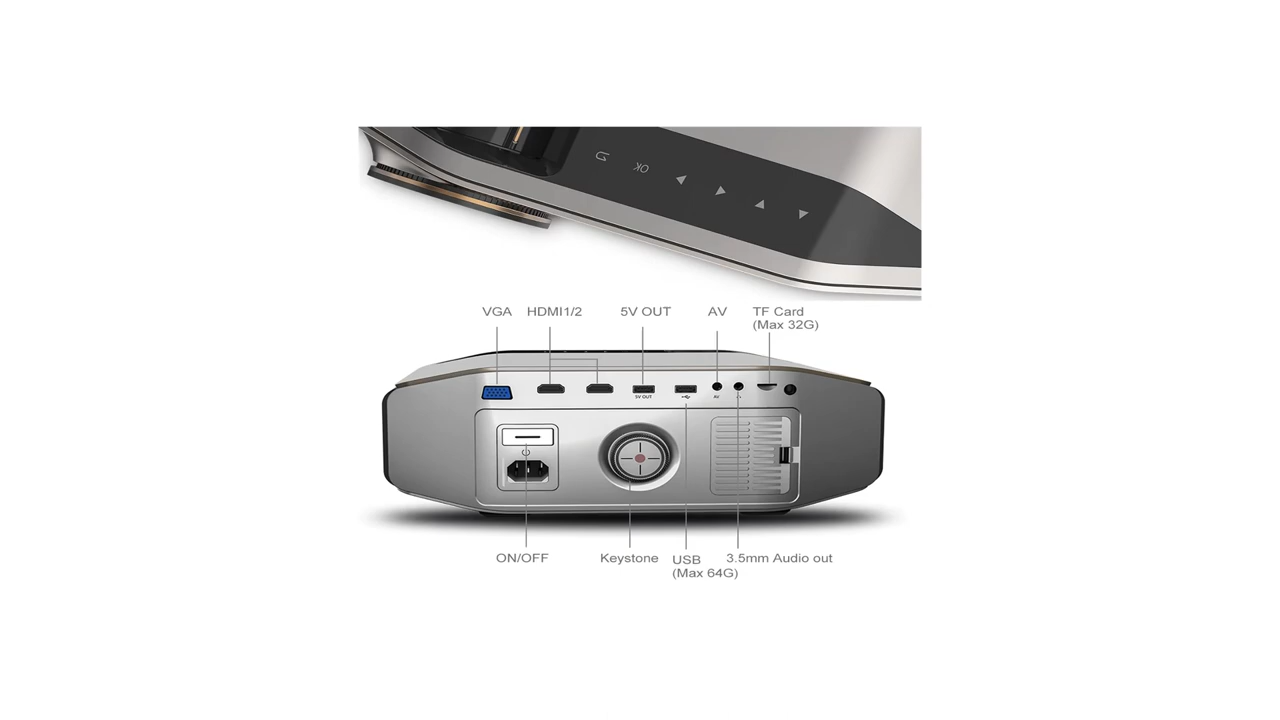 OK
VGA
HDMI1/2
5V OUT
AV
TF Card
(Max 32G)
5V OUT
AV
ON/OFF
Keystone
USB
(Max 64G)
3.5mm Audio out